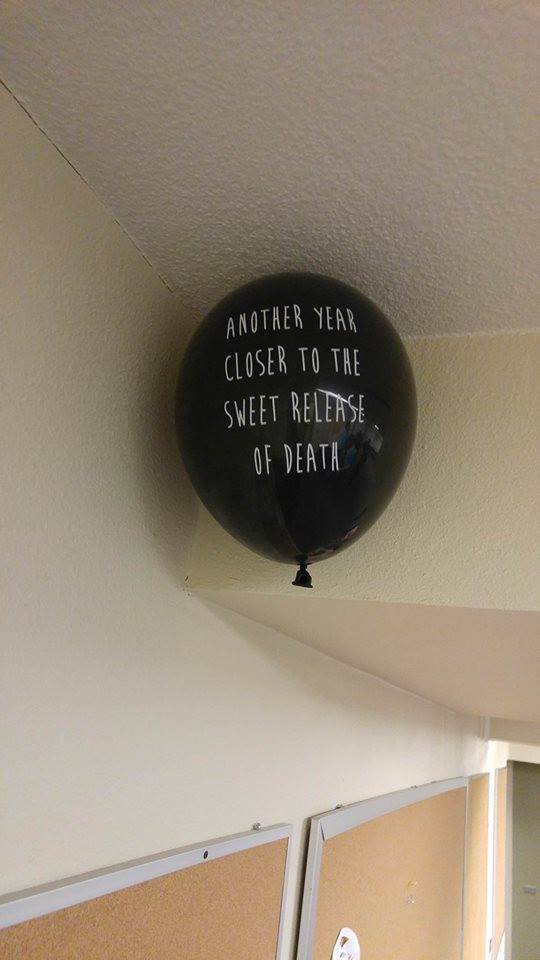 ANOTHER YEAR
CLOSER TO THE
SWEET RELEASE
OF DEATH